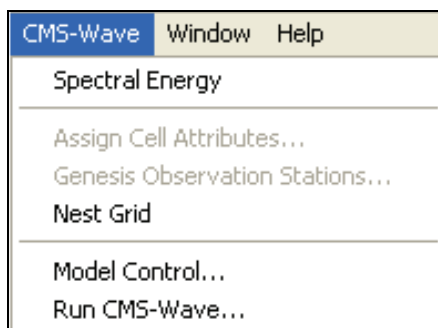 CMS-Wave Window Help
Spectral Energy
Assign Cell Attributes...
Genesis Observation Stations...
Nest Grid
Model Control...
Run CMS-Wave...